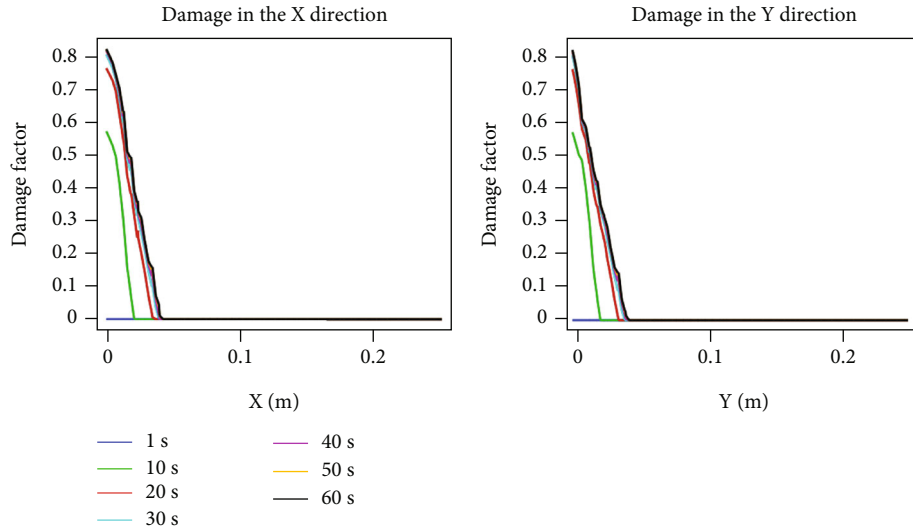 Damage in the X direction
Damage factor
0.8
0.7
0.6
0.5
0.4
0.3
0.2
0.1
0
0 0.1 0.2
X (m)
Damage in the Y direction
Damage factor
0.8
0.7
0.6
0.5
0.4
0.3
0.2
0.1
0
0 0.1 0.2
Y (m)
1 s
10 s
20 s
30 s
40 s
50 s
60 s